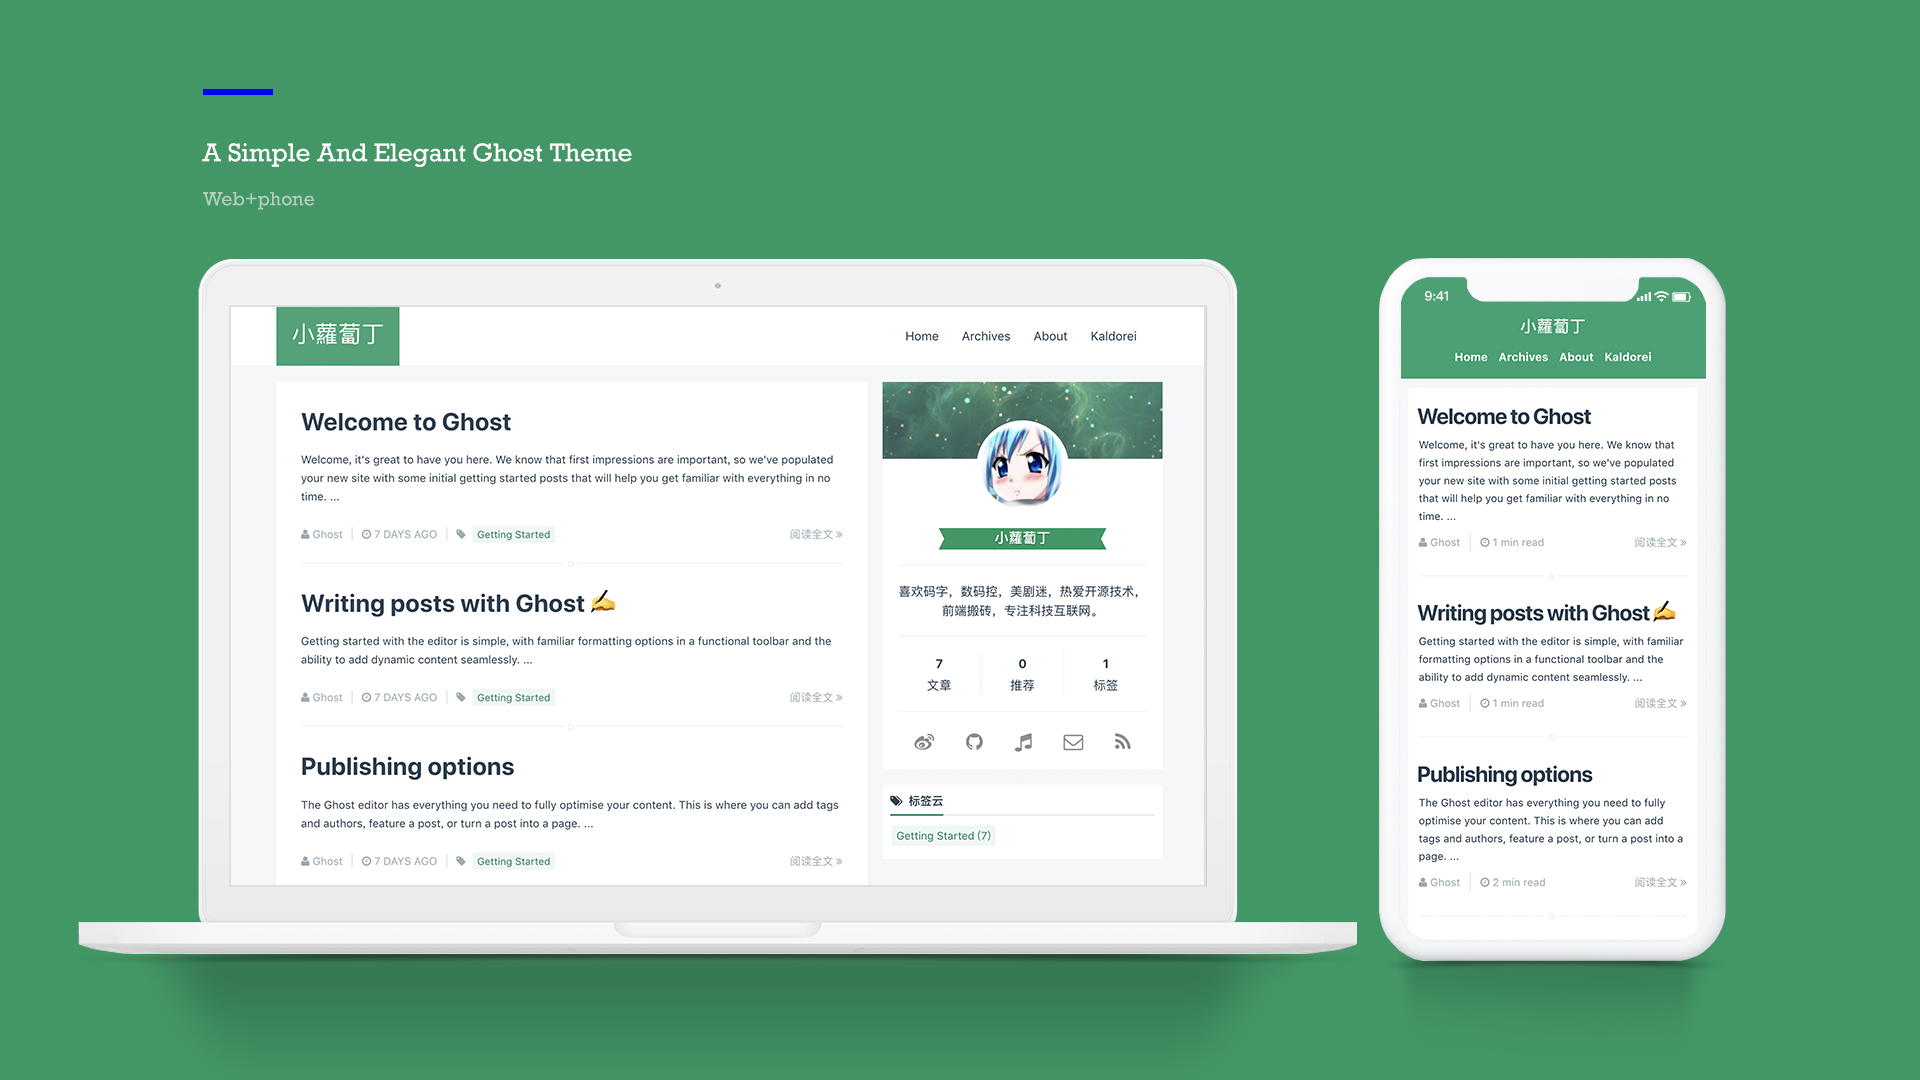 A Simple And Elegant Ghost Theme
Web+phone
小蘿蔔丁
Home Archives About Kaldorei
Welcome to Ghost
Welcome, it's great to have you here. We know that first impressions are important, so we've populated
your new site with some initial getting started posts that will help you get familiar with everything in no
time. ...
Ghost 7 DAYS AGO Getting Started 阅读全文 »
Writing posts with Ghost ✍️
Getting started with the editor is simple, with familiar formatting options in a functional toolbar and the
ability to add dynamic content seamlessly. ...
Ghost 7 DAYS AGO Getting Started 阅读全文 »
Publishing options
The Ghost editor has everything you need to fully optimise your content. This is where you can add tags
and authors, feature a post, or turn a post into a page. ...
Ghost 7 DAYS AGO Getting Started 阅读全文 »
小蘿蔔丁
喜欢码字，数码控，美剧迷，热爱开源技术，
前端搬砖，专注科技互联网。
7 0 1
文章 推荐 标签
标签云
Getting Started (7)
9:41
小蘿蔔丁
Home Archives About Kaldorei
Welcome to Ghost
Welcome, it's great to have you here. We know that
first impressions are important, so we've populated
your new site with some initial getting started posts
that will help you get familiar with everything in no
time. ...
Ghost 1 min read 阅读全文 »
Writing posts with Ghost ✍️
Getting started with the editor is simple, with familiar
formatting options in a functional toolbar and the
ability to add dynamic content seamlessly. ...
Ghost 1 min read 阅读全文 »
Publishing options
The Ghost editor has everything you need to fully
optimise your content. This is where you can add
tags and authors, feature a post, or turn a post into a
page. ...
Ghost 2 min read 阅读全文 »